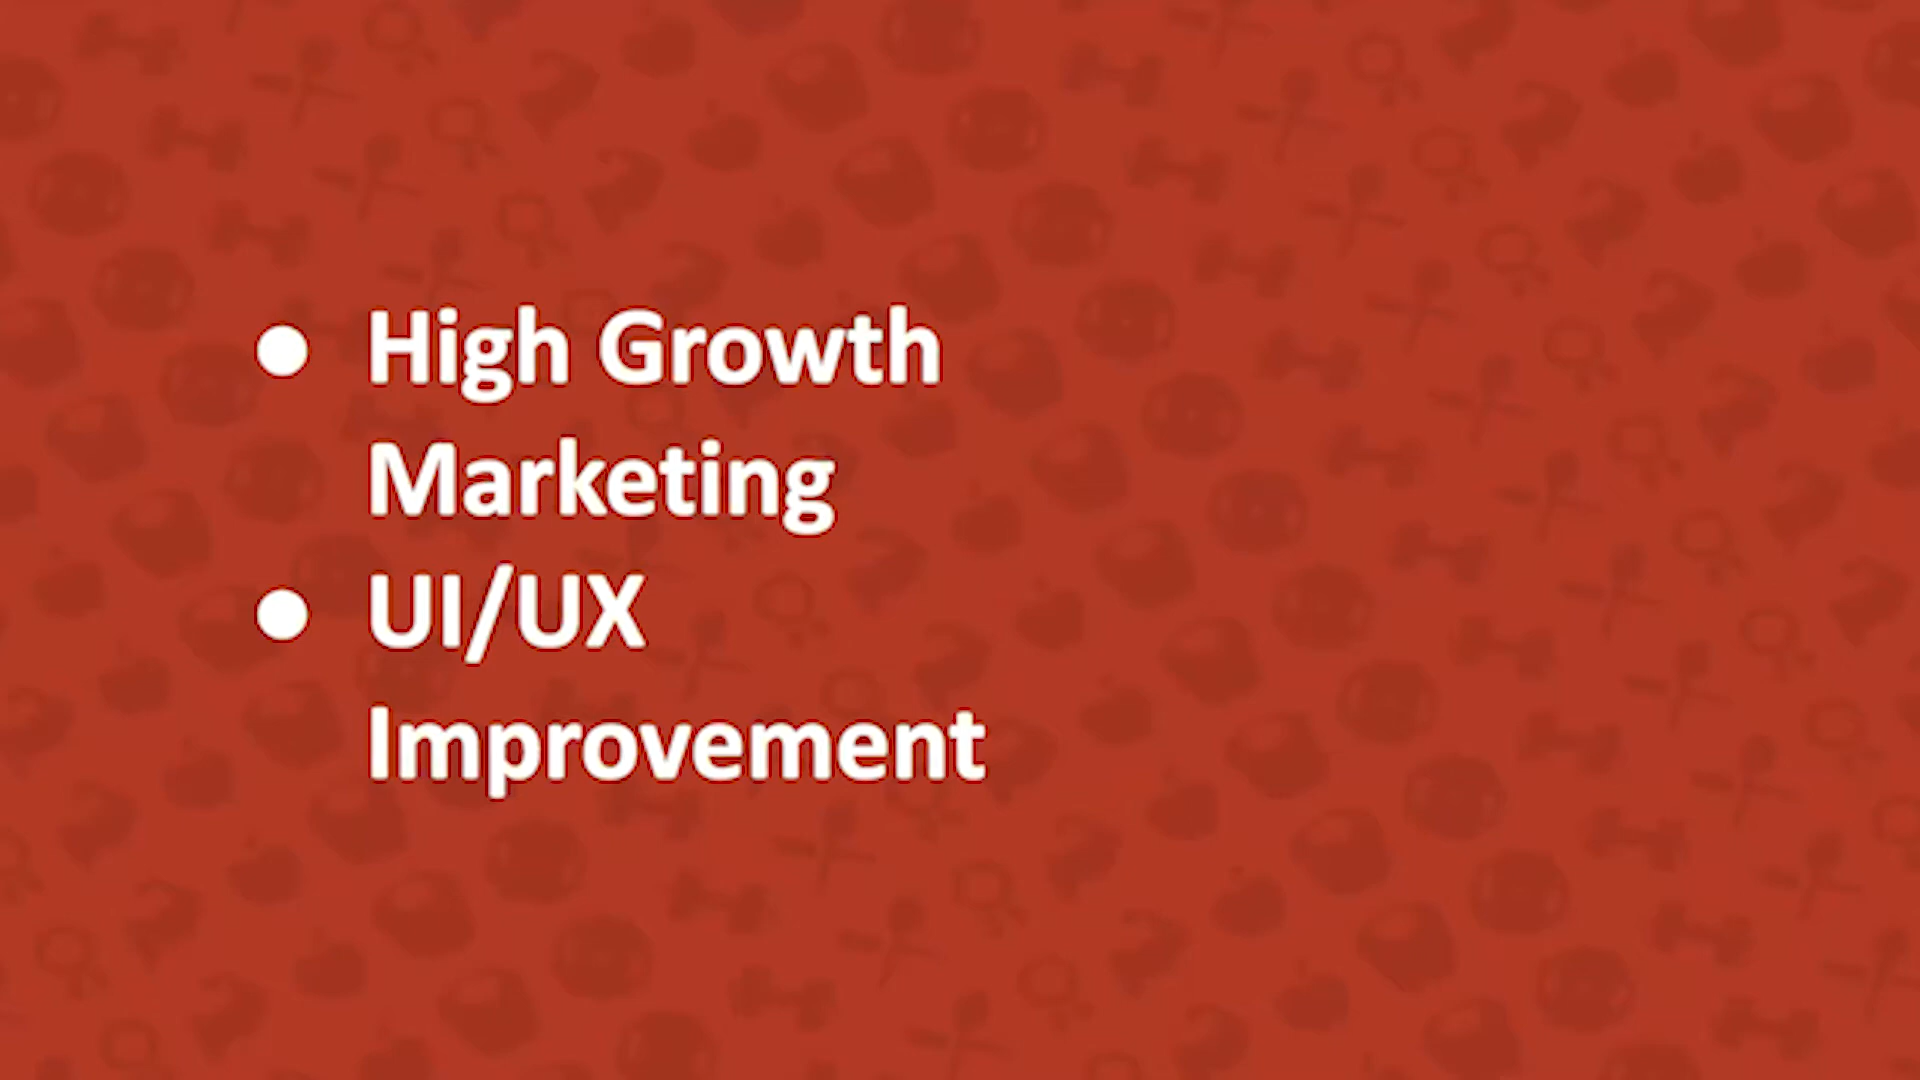 ● High Growth
Marketing
● UI/UX
Improvement